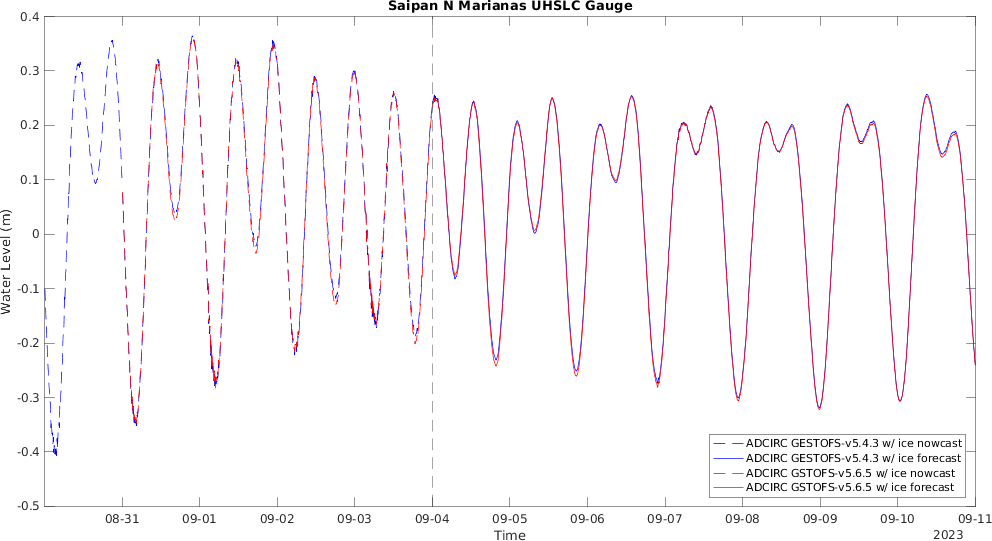 Saipan N Marianas UHSLC Gauge
0.4
0.3
0.2
0.1
0
-0.1
-0.2
-0.3
-0.4
-0.5
Water Level (m)
08-31 09-01 09-02 09-03 09-04 09-05 09-06 09-07 09-08 09-09 09-10 09-11
Time
2023
ADCIRC GESTOFS-v5.4.3 w/ ice nowcast
ADCIRC GESTOFS-v5.4.3 w/ ice forecast
ADCIRC GSTOFS-v5.6.5 w/ ice nowcast
ADCIRC GSTOFS-v5.6.5 w/ ice forecast